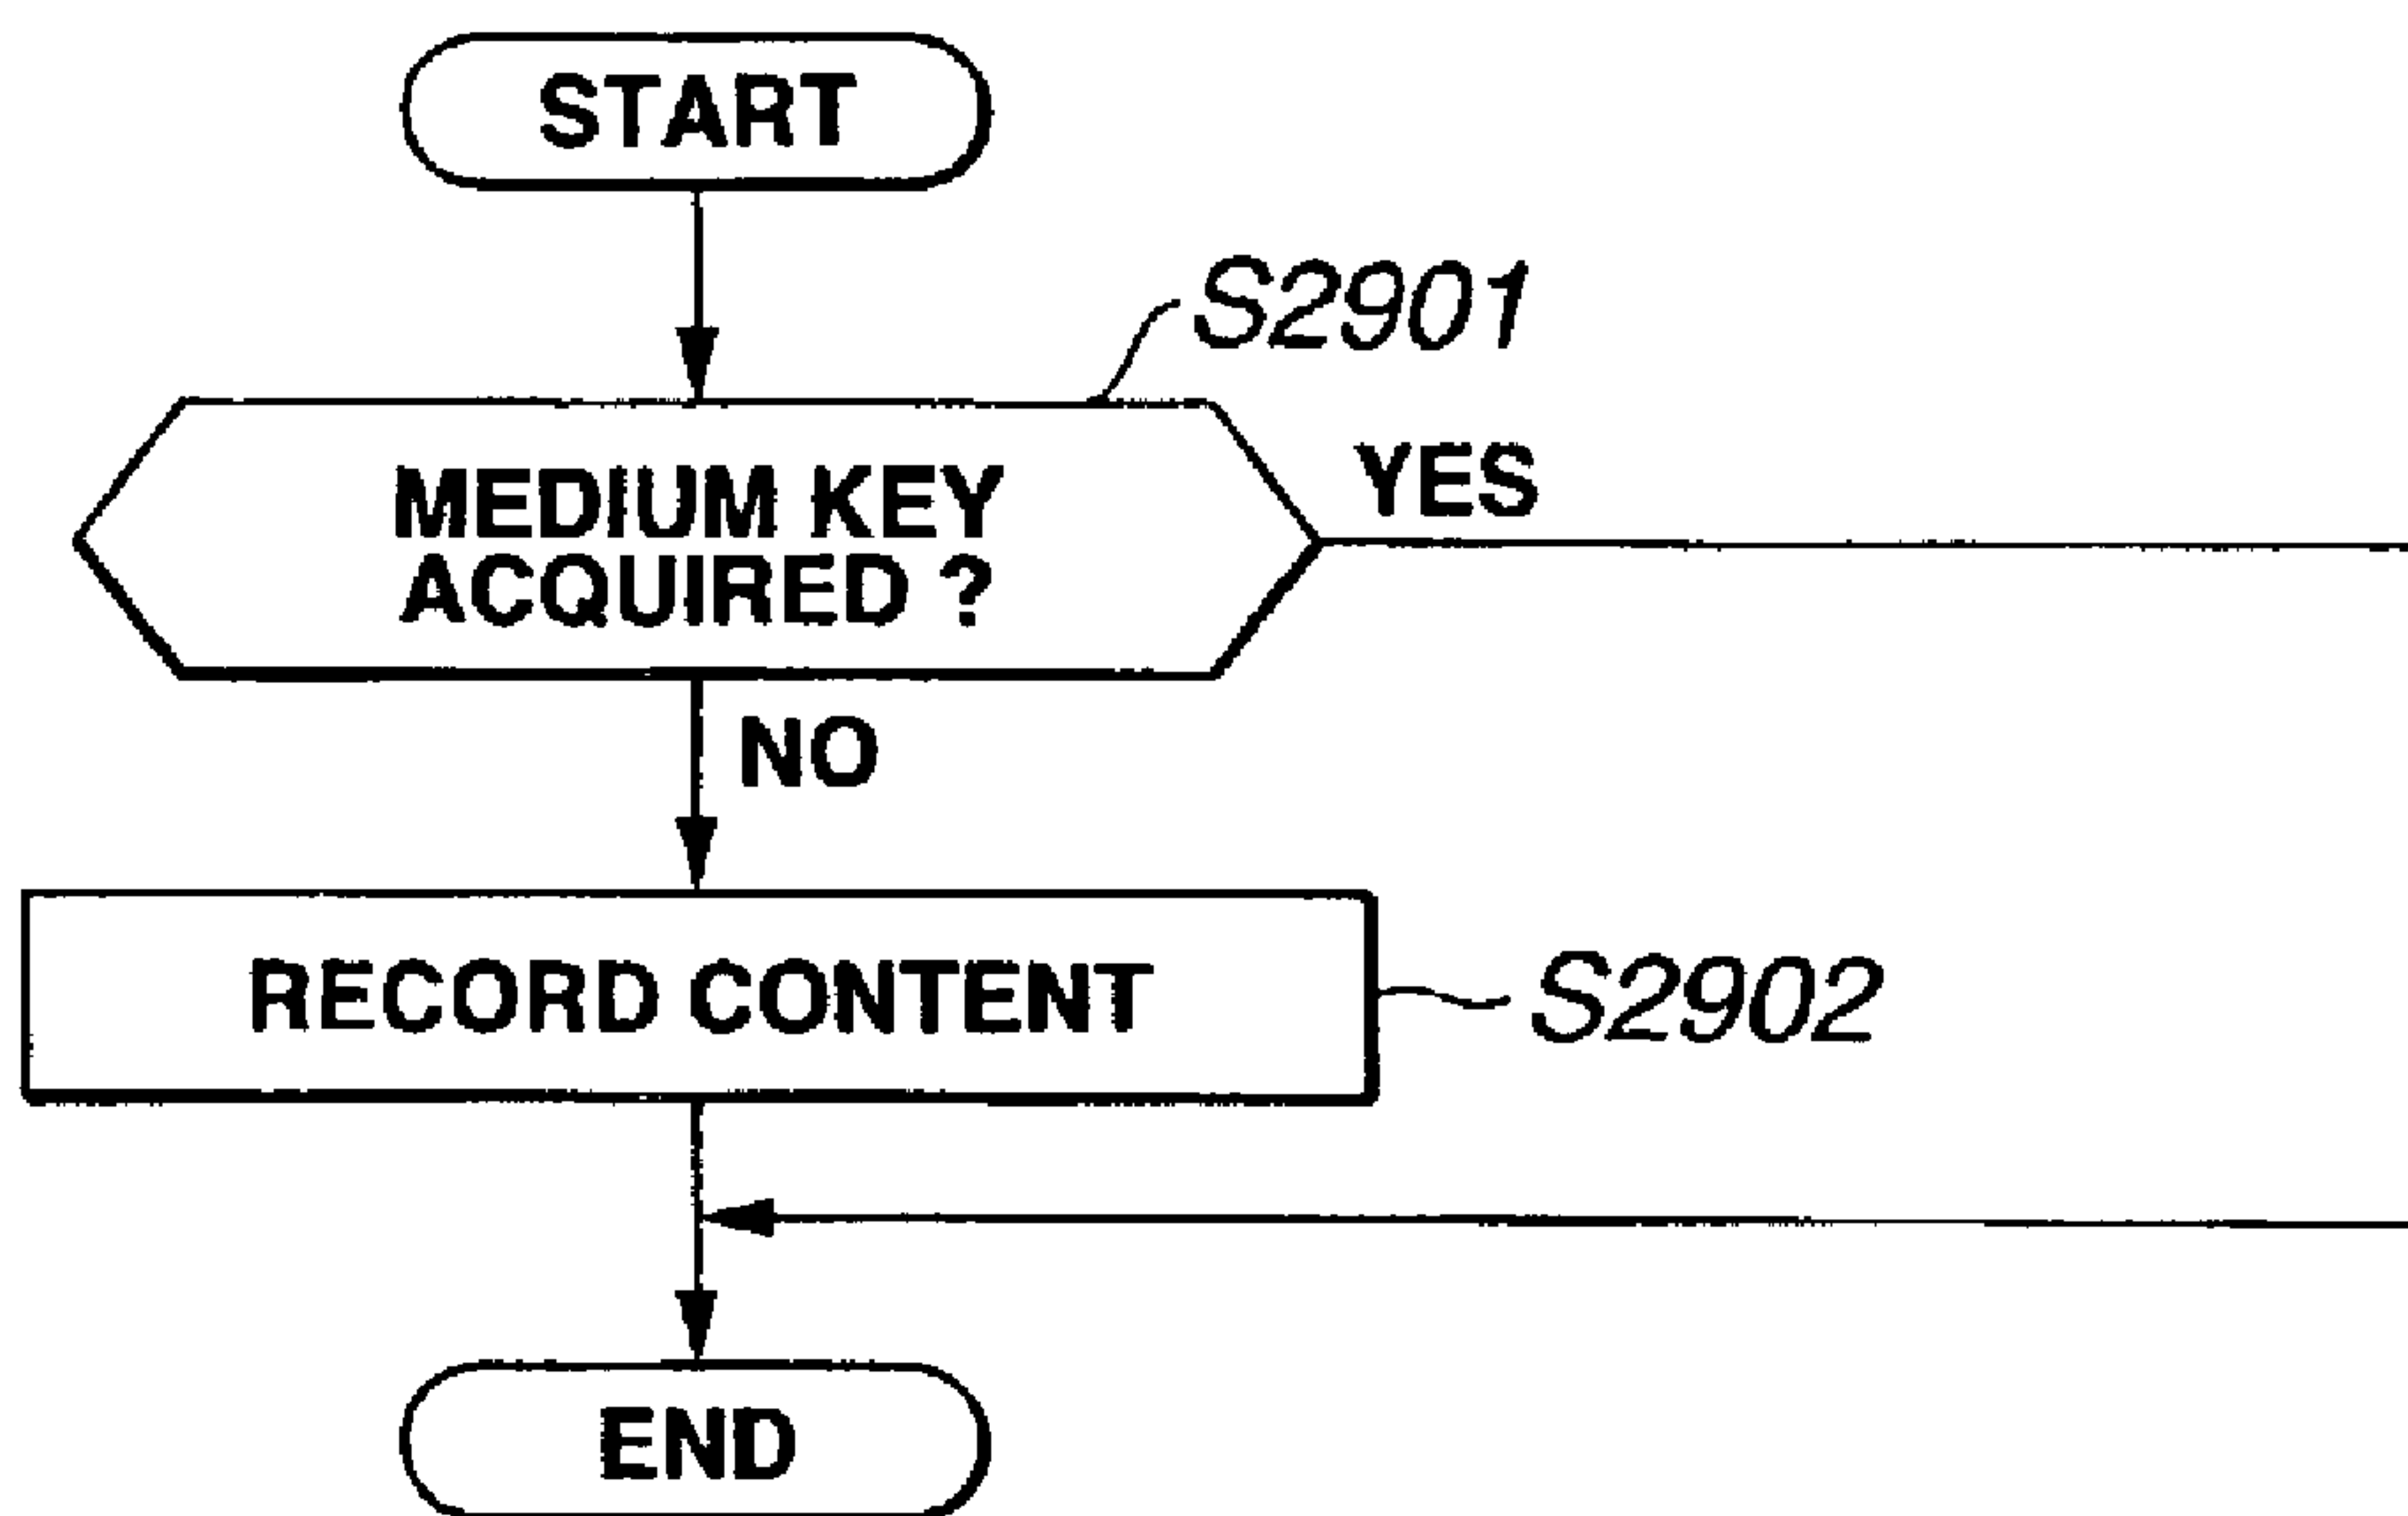 START
S2901
MEDIUM KEY
ACQUIRED ?
YES
NO
RECORD CONTENT
S2902
END